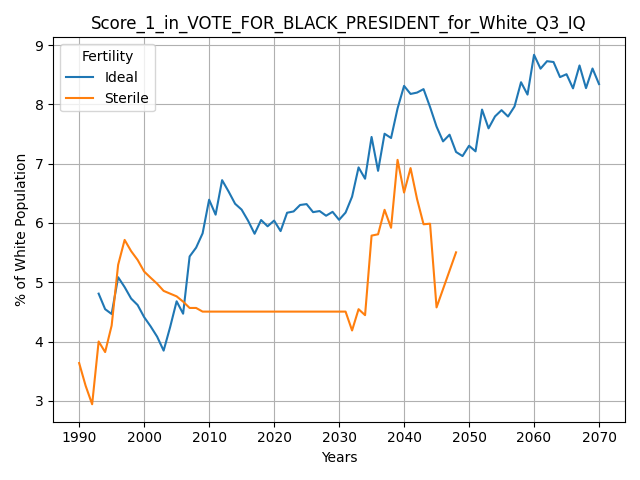 Score_1_in_VOTE_FOR_BLACK_PRESIDENT_for_White_Q3_IQ
Fertility
Ideal
Sterile
% of White Population
9
8
7
6
5
4
3
1990 2000 2010 2020 2030 2040 2050 2060 2070
Years